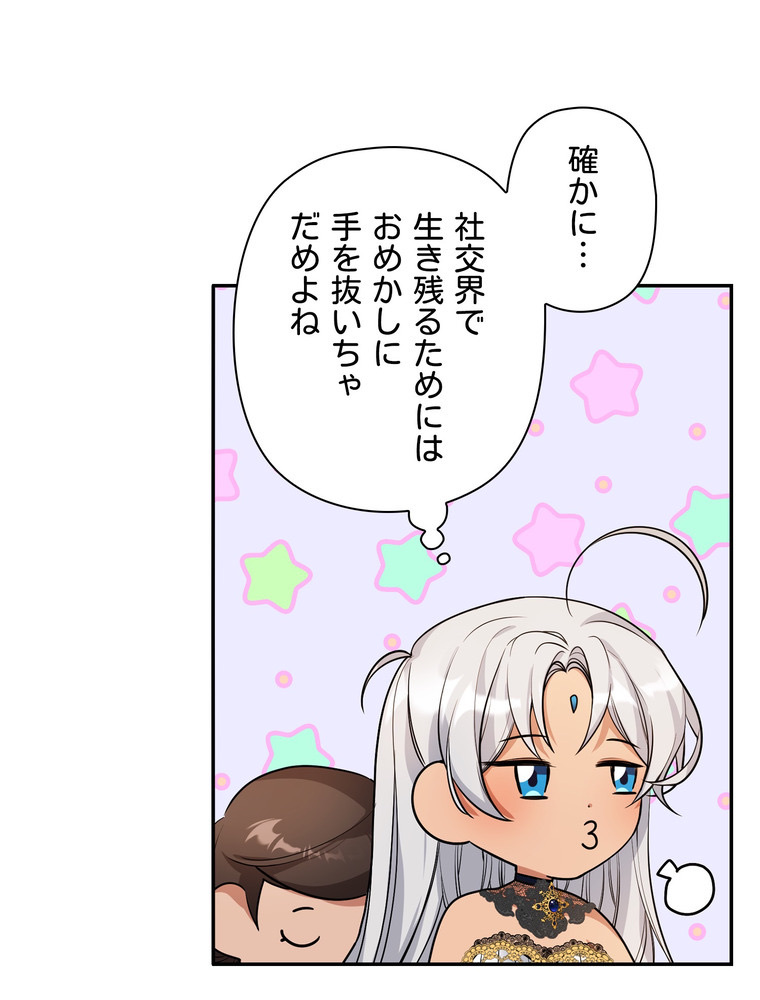 確かに…
社交界で
生き残るためには
おめかしに
手を抜いちゃ
だめよね